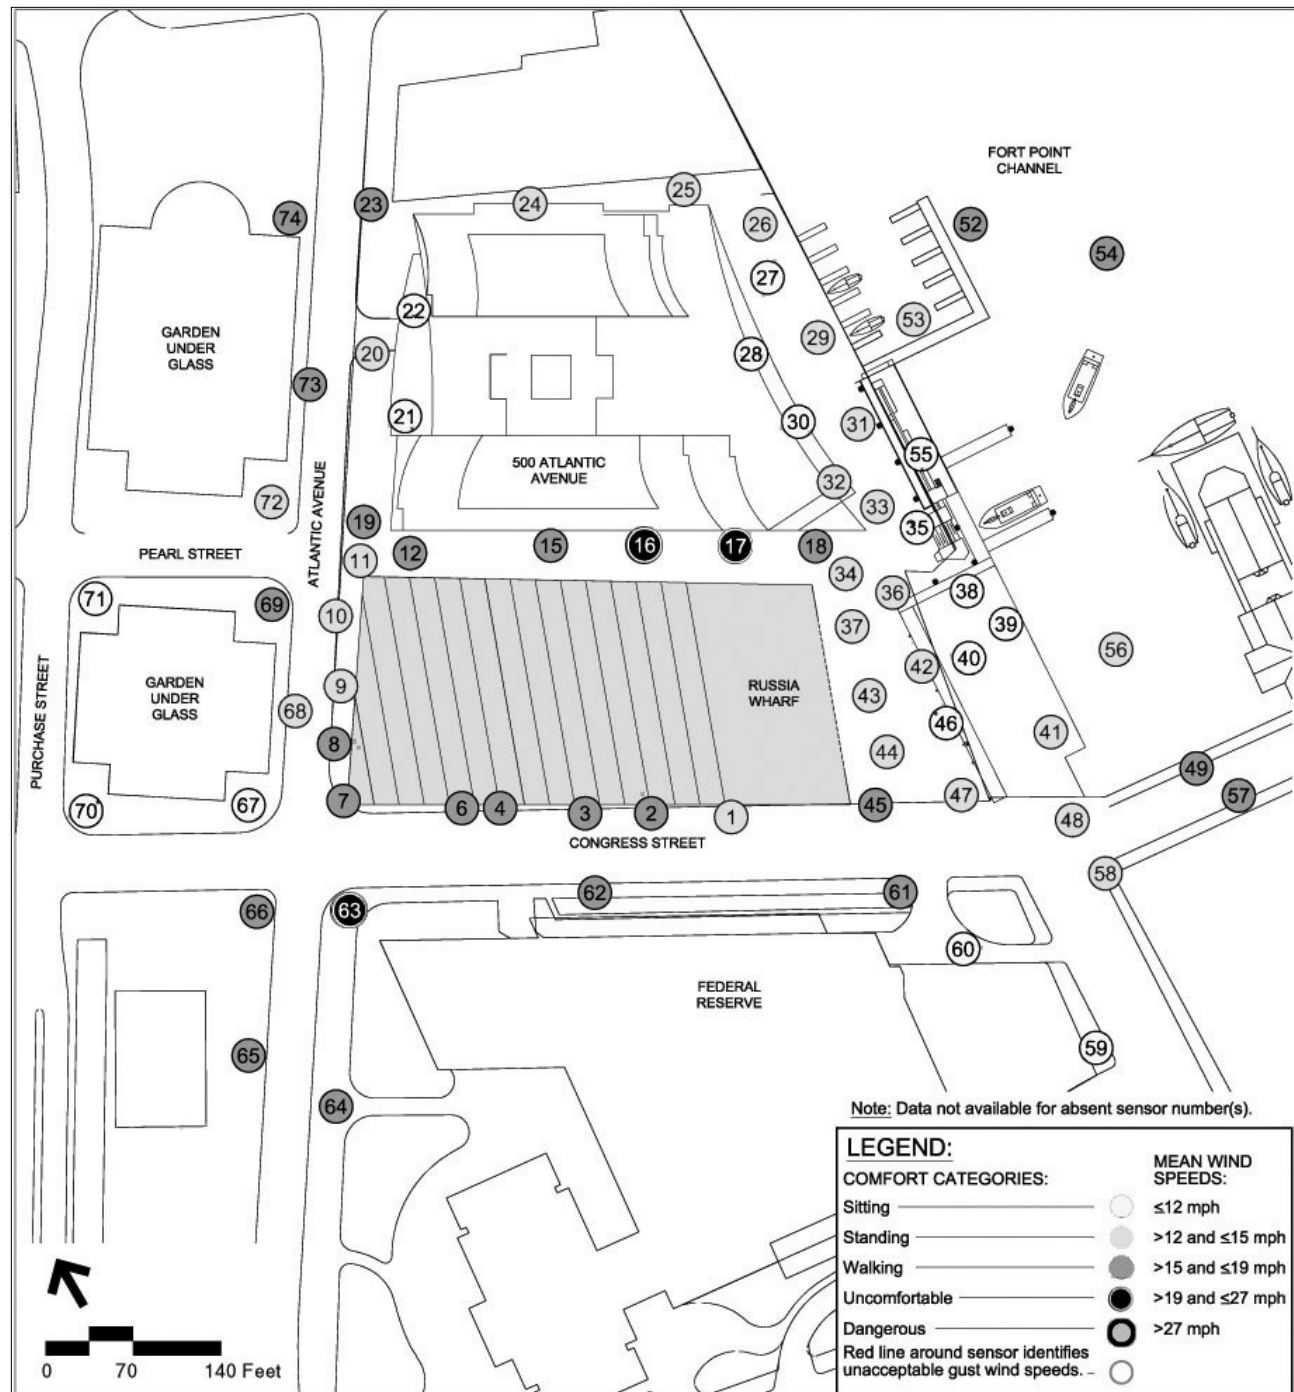 FORT POINT
CHANNEL
25
24
23
74
26
52
54
27
22
53
GARDEN
UNDER
GLASS
29
20
28
73
21
30
31
55
500 ATLANTIC
AVENUE
32
72
33
ATLANTIC AVENUE
19
35
PEARL STREET
12
15
16
17
18
11
34
71
69
38
36
10
39
37
56
42
40
PURCHASE STREET
GARDEN
UNDER
GLASS
9
RUSSIA
WHARF
43
68
46
41
8
44
49
70
67
7
6
4
3
2
1
45
47
57
48
CONGRESS STREET
58
66
63
62
61
60
FEDERAL
RESERVE
65
59
64
Note: Data not available for absent sensor number(s).
LEGEND:
COMFORT CATEGORIES: MEAN WIND
SPEEDS:
Sitting ≤12 mph
Standing >12 and ≤15 mph
Walking >15 and ≤19 mph
Uncomfortable >19 and ≤27 mph
Dangerous >27 mph
Red line around sensor identifies
unacceptable gust wind speeds.
0 70 140 Feet